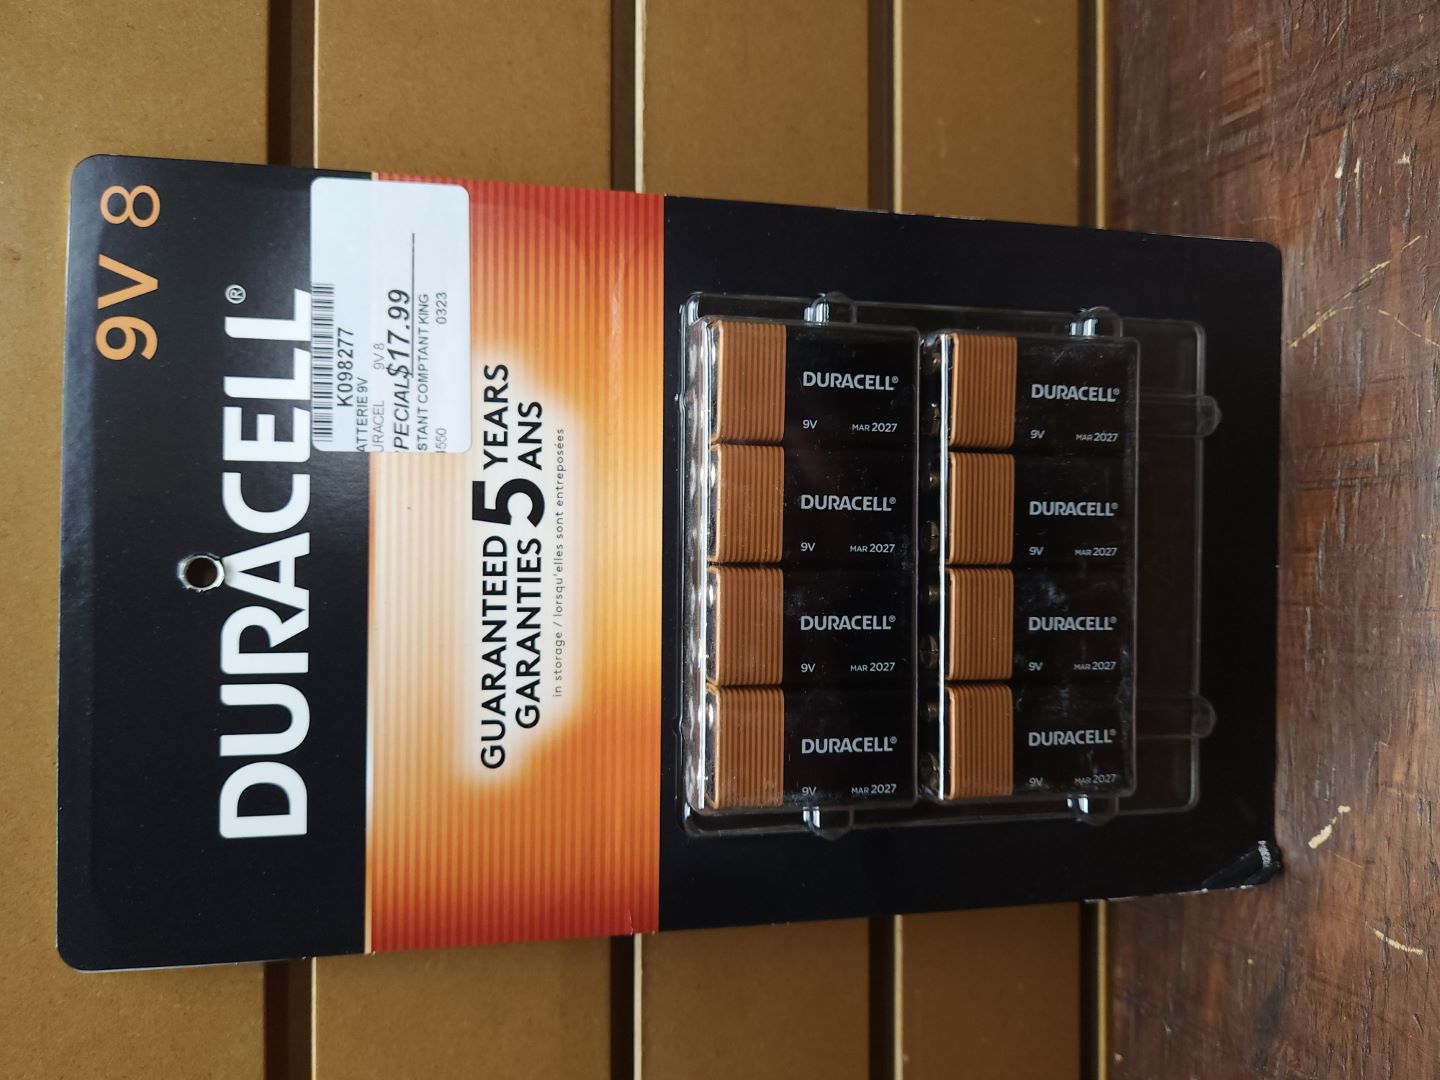 9V 8
DURACELL®
K098277
ATTERIE 9V
URACEL 9V 8
PECIAL $17.99
STANT COMPTANT KING
0323
GUARANTEED 5 YEARS
GARANTIES 5 ANS
in storage / lorsqu'elles sont entreposées
DURACELL®
9V MAR 2027
DURACELL®
9V MAR 2027
DURACELL®
9V MAR 2027
DURACELL®
9V MAR 2027
DURACELL®
9V MAR 2027
DURACELL®
9V MAR 2027
DURACELL®
9V MAR 2027
DURACELL®
9V MAR 2027